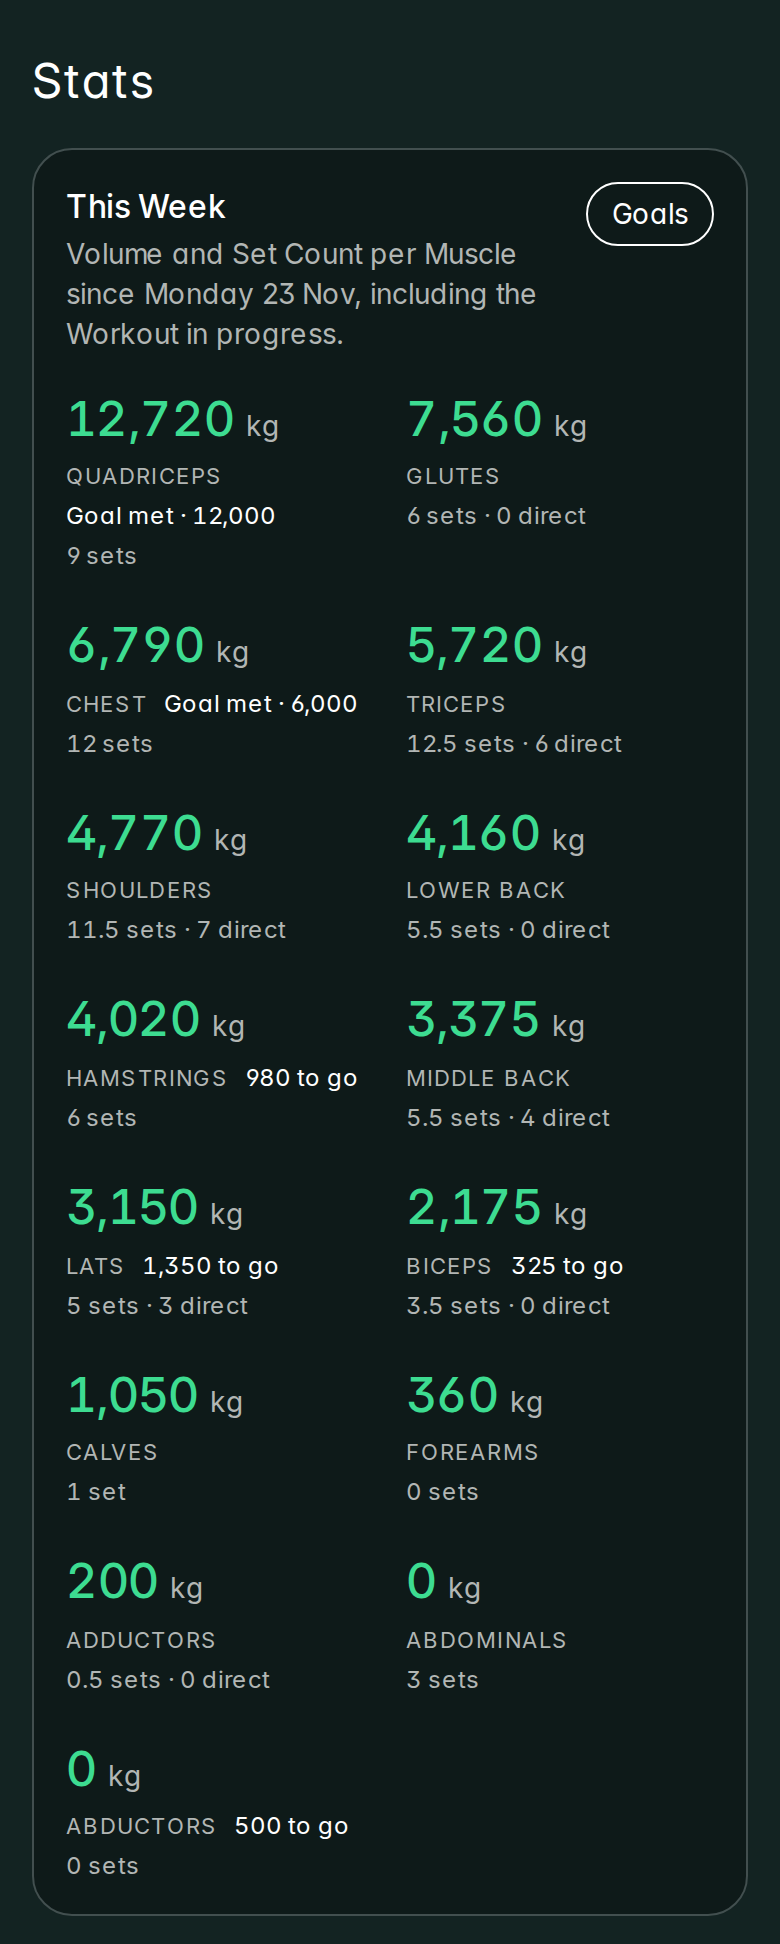 Stats
This Week
Goals
Volume and Set Count per Muscle
since Monday 23 Nov, including the
Workout in progress.
12,720 kg
QUADRICEPS
Goal met · 12,000
9 sets
7,560 kg
GLUTES
6 sets · 0 direct
6,790 kg
CHEST Goal met · 6,000
12 sets
5,720 kg
TRICEPS
12.5 sets · 6 direct
4,770 kg
SHOULDERS
11.5 sets · 7 direct
4,160 kg
LOWER BACK
5.5 sets · 0 direct
4,020 kg
HAMSTRINGS 980 to go
6 sets
3,375 kg
MIDDLE BACK
5.5 sets · 4 direct
3,150 kg
LATS 1,350 to go
5 sets · 3 direct
2,175 kg
BICEPS 325 to go
3.5 sets · 0 direct
1,050 kg
CALVES
1 set
360 kg
FOREARMS
0 sets
200 kg
ADDUCTORS
0.5 sets · 0 direct
0 kg
ABDOMINALS
3 sets
0 kg
ABDUCTORS 500 to go
0 sets